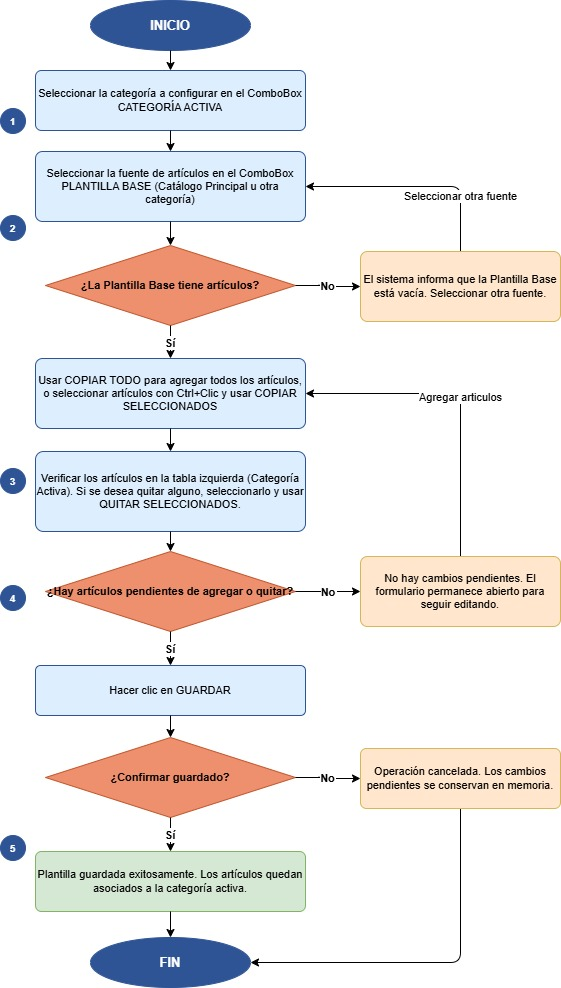 INICIO
Seleccionar la categoría a configurar en el ComboBox
CATEGORÍA ACTIVA
1
Seleccionar la fuente de artículos en el ComboBox
PLANTILLA BASE (Catálogo Principal u otra
categoría)
Seleccionar otra fuente
2
¿La Plantilla Base tiene artículos?
No
El sistema informa que la Plantilla Base
está vacía. Seleccionar otra fuente.
Sí
Usar COPIAR TODO para agregar todos los artículos,
o seleccionar artículos con Ctrl+Clic y usar COPIAR
SELECCIONADOS
Agregar articulos
3
Verificar los artículos en la tabla izquierda (Categoría
Activa). Si se desea quitar alguno, seleccionarlo y usar
QUITAR SELECCIONADOS.
4
¿Hay artículos pendientes de agregar o quitar?
No
No hay cambios pendientes. El
formulario permanece abierto para
seguir editando.
Sí
Hacer clic en GUARDAR
¿Confirmar guardado?
No
Operación cancelada. Los cambios
pendientes se conservan en memoria.
Sí
5
Plantilla guardada exitosamente. Los artículos quedan
asociados a la categoría activa.
FIN